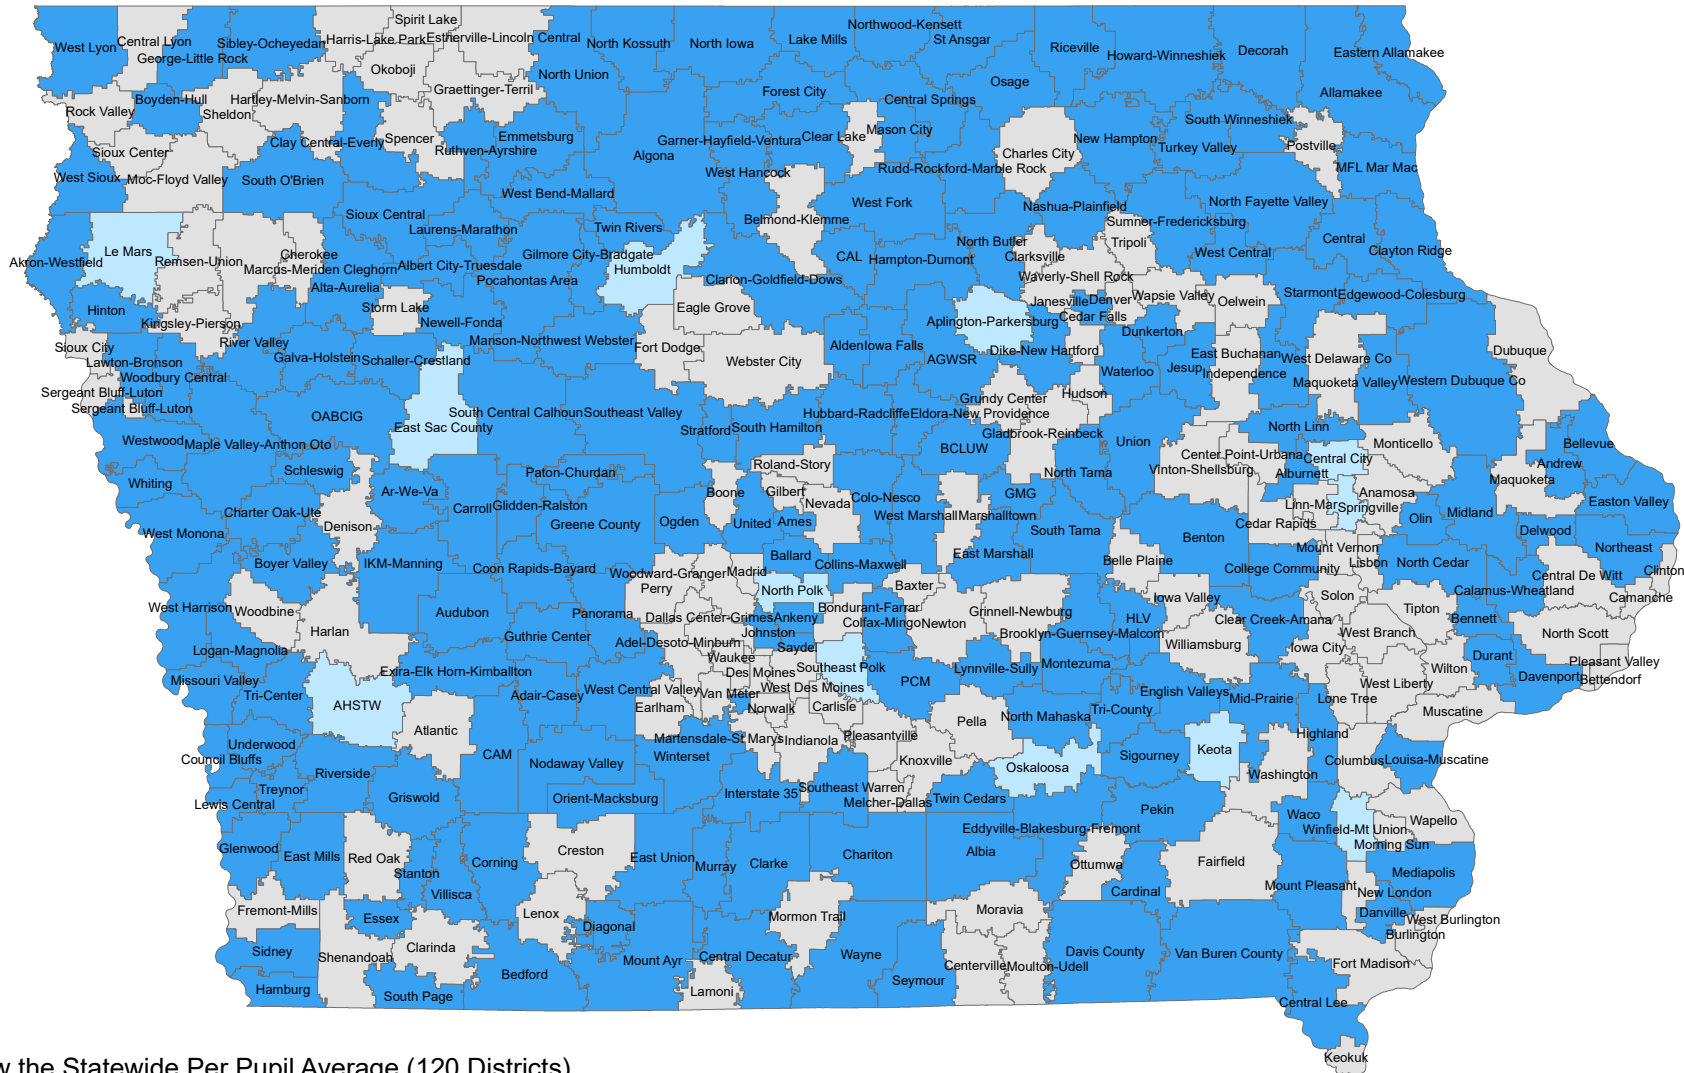 Spirit Lake
Northwood-Kensett
West Lyon
Central Lyon
Sibley-Ocheyedan
Harris-Lake Park
Estherville-Lincoln Central
North Kossuth
North Iowa
Lake Mills
St Ansgar
Riceville
Howard-Winneshiek
Decorah
Eastern Allamakee
George-Little Rock
Okoboji
North Union
Osage
Graettinger-Terril
Forest City
Central Springs
Allamakee
Rock Valley
Boyden-Hull
Hartley-Melvin-Sanborn
Sheldon
South Winneshiek
Clay Central-Everly
Spencer
Emmetsburg
Garner-Hayfield-Ventura
Clear Lake
Mason City
New Hampton
Turkey Valley
Postville
Sioux Center
Ruthven-Ayrshire
Algona
Charles City
West Sioux
Moc-Floyd Valley
South O'Brien
West Hancock
Rudd-Rockford-Marble Rock
MFL Mar Mac
West Bend-Mallard
West Fork
Nashua-Plainfield
North Fayette Valley
Sioux Central
Laurens-Marathon
Twin Rivers
Belmond-Klemme
Sumner-Fredericksburg
Akron-Westfield
Le Mars
Remsen-Union
Cherokee
Marcus-Meriden Cleghorn
Albert City-Truesdale
Gilmore City-Bradgate
Humboldt
CAL
Hampton-Dumont
North Butler
Clarksville
Tripoli
West Central
Central
Clayton Ridge
Alta-Aurelia
Pocahontas Area
Clarion-Goldfield-Dows
Waverly-Shell Rock
Hinton
Storm Lake
Eagle Grove
Janesville
Denver
Wapsie Valley
Oelwein
Starmont
Edgewood-Colesburg
Kingsley-Pierson
Newell-Fonda
Aplington-Parkersburg
Cedar Falls
Dunkerton
Sioux City
River Valley
Manson-Northwest Webster
Fort Dodge
Alden
Iowa Falls
Dike-New Hartford
Dubuque
Lawton-Bronson
Galva-Holstein
Schaller-Crestland
Webster City
AGWSR
East Buchanan
West Delaware Co
Woodbury Central
Waterloo
Jesup
Independence
Maquoketa Valley
Western Dubuque Co
Sergeant Bluff-Luton
Sergeant Bluff-Luton
Hudson
Grundy Center
OABCIG
East Sac County
South Central Calhoun
Southeast Valley
Hubbard-Radcliffe
Eldora-New Providence
Stratford
South Hamilton
Gladbrook-Reinbeck
North Linn
Westwood
Maple Valley-Anthon Oto
BCLUW
Union
Monticello
Bellevue
Schleswig
Paton-Churdan
Roland-Story
North Tama
Center Point-Urbana
Vinton-Shellsburg
Central City
Alburnett
Andrew
Maquoketa
Whiting
Ar-We-Va
Boone
Gilbert
Nevada
Colo-Nesco
GMG
Anamosa
Easton Valley
Charter Oak-Ute
Carroll
Glidden-Ralston
Linn-Mar
Springville
Olin
Midland
West Monona
Denison
Greene County
Ogden
United
Ames
West Marshall
Marshalltown
South Tama
Cedar Rapids
Delwood
Benton
Boyer Valley
IKM-Manning
Coon Rapids-Bayard
Ballard
Collins-Maxwell
East Marshall
Belle Plaine
College Community
Mount Vernon
Lisbon
North Cedar
Northeast
Woodward-Granger
Madrid
Perry
North Polk
Baxter
Iowa Valley
Solon
Central De Witt
Calamus-Wheatland
Clinton
Camanche
West Harrison
Woodbine
Audubon
Panorama
Dallas Center-Grimes
Ankeny
Bondurant-Farrar
Colfax-Mingo
Newton
Grinnell-Newburg
HLV
Clear Creek-Amana
Tipton
Bennett
Harlan
Guthrie Center
Adel-Desoto-Minburn
Johnston
Saydel
Brooklyn-Guernsey-Malcom
Williamsburg
Iowa City
West Branch
North Scott
Logan-Magnolia
Waukee
Des Moines
Southeast Polk
Lynnville-Sully
Montezuma
Wilton
Durant
Pleasant Valley
Missouri Valley
Exira-Elk Horn-Kimballton
PCM
Davenport
Bettendorf
Tri-Center
AHSTW
Adair-Casey
West Central Valley
Van Meter
West Des Moines
English Valleys
Mid-Prairie
Lone Tree
West Liberty
Earlham
Norwalk
Carlisle
Pella
North Mahaska
Tri-County
Muscatine
Atlantic
Underwood
CAM
Martensdale-St Marys
Indianola
Pleasantville
Highland
Council Bluffs
Riverside
Nodaway Valley
Winterset
Knoxville
Oskaloosa
Sigourney
Keota
Washington
Columbus
Louisa-Muscatine
Treynor
Lewis Central
Griswold
Orient-Macksburg
Interstate 35
Southeast Warren
Melcher-Dallas
Twin Cedars
Pekin
Waco
Wapello
Glenwood
East Mills
Red Oak
Stanton
Corning
Creston
East Union
Murray
Clarke
Chariton
Eddyville-Blakesburg-Fremont
Albia
Ottumwa
Fairfield
Winfield-Mt Union
Morning Sun
Villisca
Cardinal
Mount Pleasant
Mediapolis
New London
Fremont-Mills
Essex
Lenox
Diagonal
Mormon Trail
Moravia
Danville
West Burlington
Burlington
Sidney
Shenandoah
Clarinda
Bedford
Mount Ayr
Central Decatur
Wayne
Seymour
Centerville
Moulton-Udell
Davis County
Van Buren County
Fort Madison
Hamburg
South Page
Lamoni
Central Lee
Keokuk
w the Statewide Per Pupil Average (120 Districts)